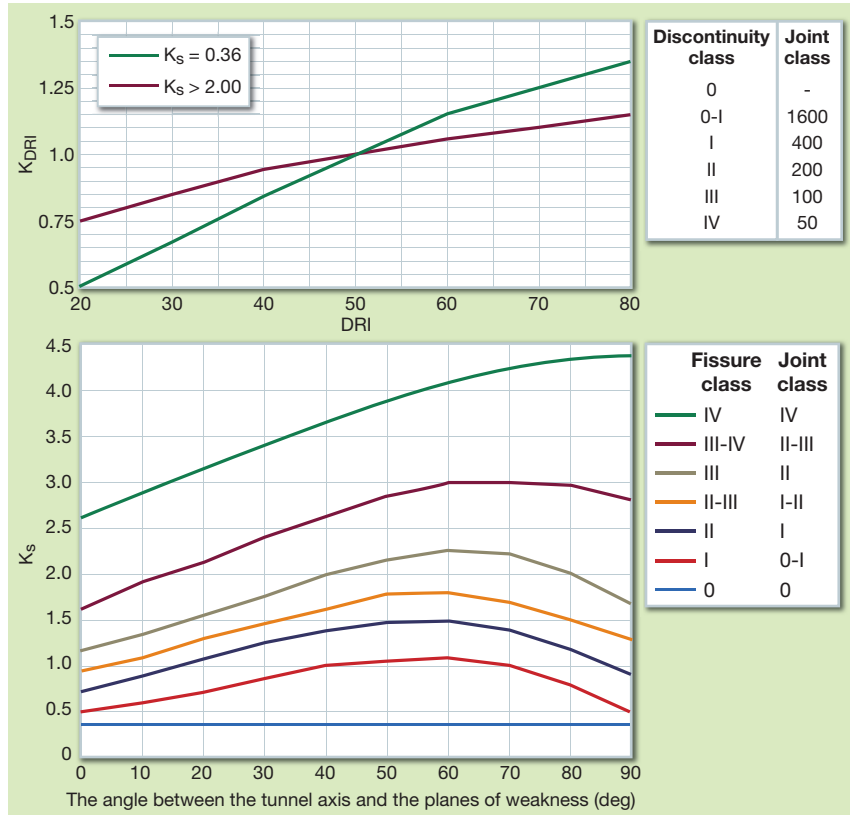 1.5
1.25
1.0
0.75
0.5
K_DRI
K_S = 0.36
K_S > 2.00
20 30 40 50 60 70 80
DRI
Discontinuity Joint
class class
0 -
0-I 1600
I 400
II 200
III 100
IV 50
4.5
4.0
3.5
3.0
2.5
2.0
1.5
1.0
0.5
0
K_S
0 10 20 30 40 50 60 70 80 90
The angle between the tunnel axis and the planes of weakness (deg)
Fissure Joint
class class
IV IV
III-IV II-III
III II
II-III I-II
II I
I 0-I
0 0